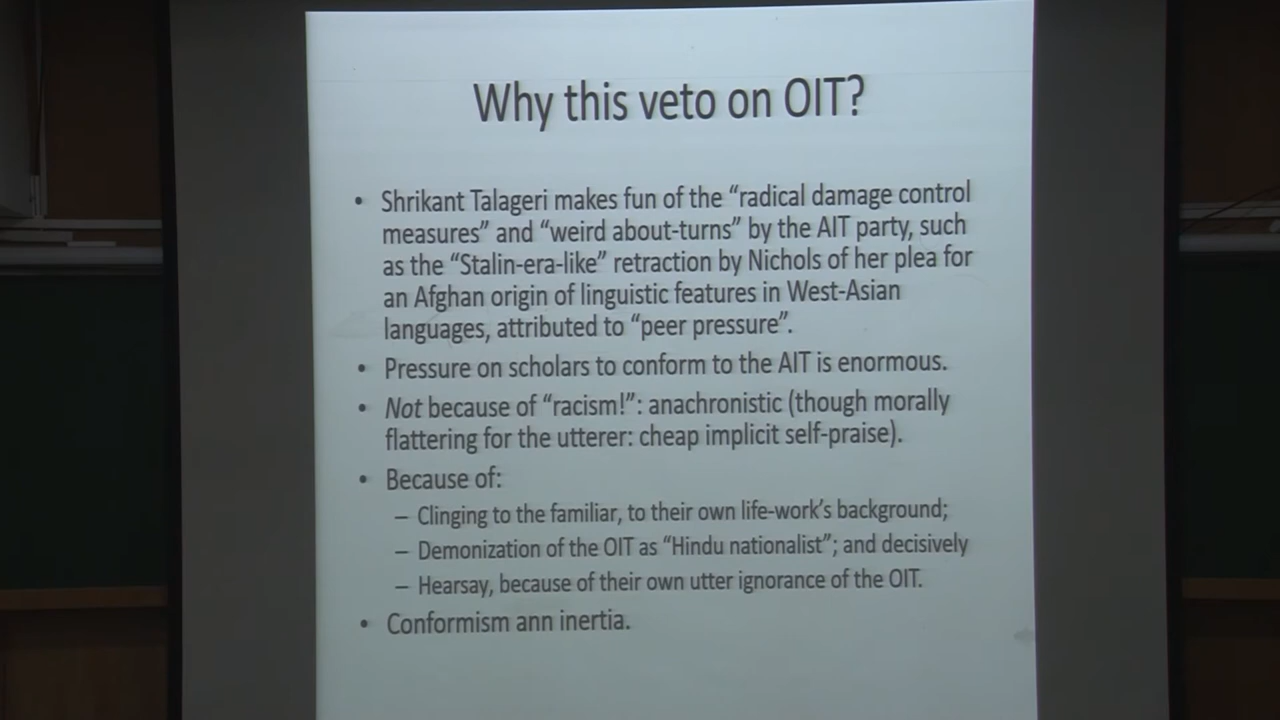 Why this veto on OIT?
• Shrikant Talageri makes fun of the “radical damage control
measures” and “weird about-turns” by the AIT party, such
as the “Stalin-era-like” retraction by Nichols of her plea for
an Afghan origin of linguistic features in West-Asian
languages, attributed to “peer pressure”.
• Pressure on scholars to conform to the AIT is enormous.
• Not because of “racism!”: anachronistic (though morally
flattering for the utterer: cheap implicit self-praise).
• Because of:
– Clinging to the familiar, to their own life-work’s background;
– Demonization of the OIT as “Hindu nationalist”; and decisively
– Hearsay, because of their own utter ignorance of the OIT.
• Conformism ann inertia.